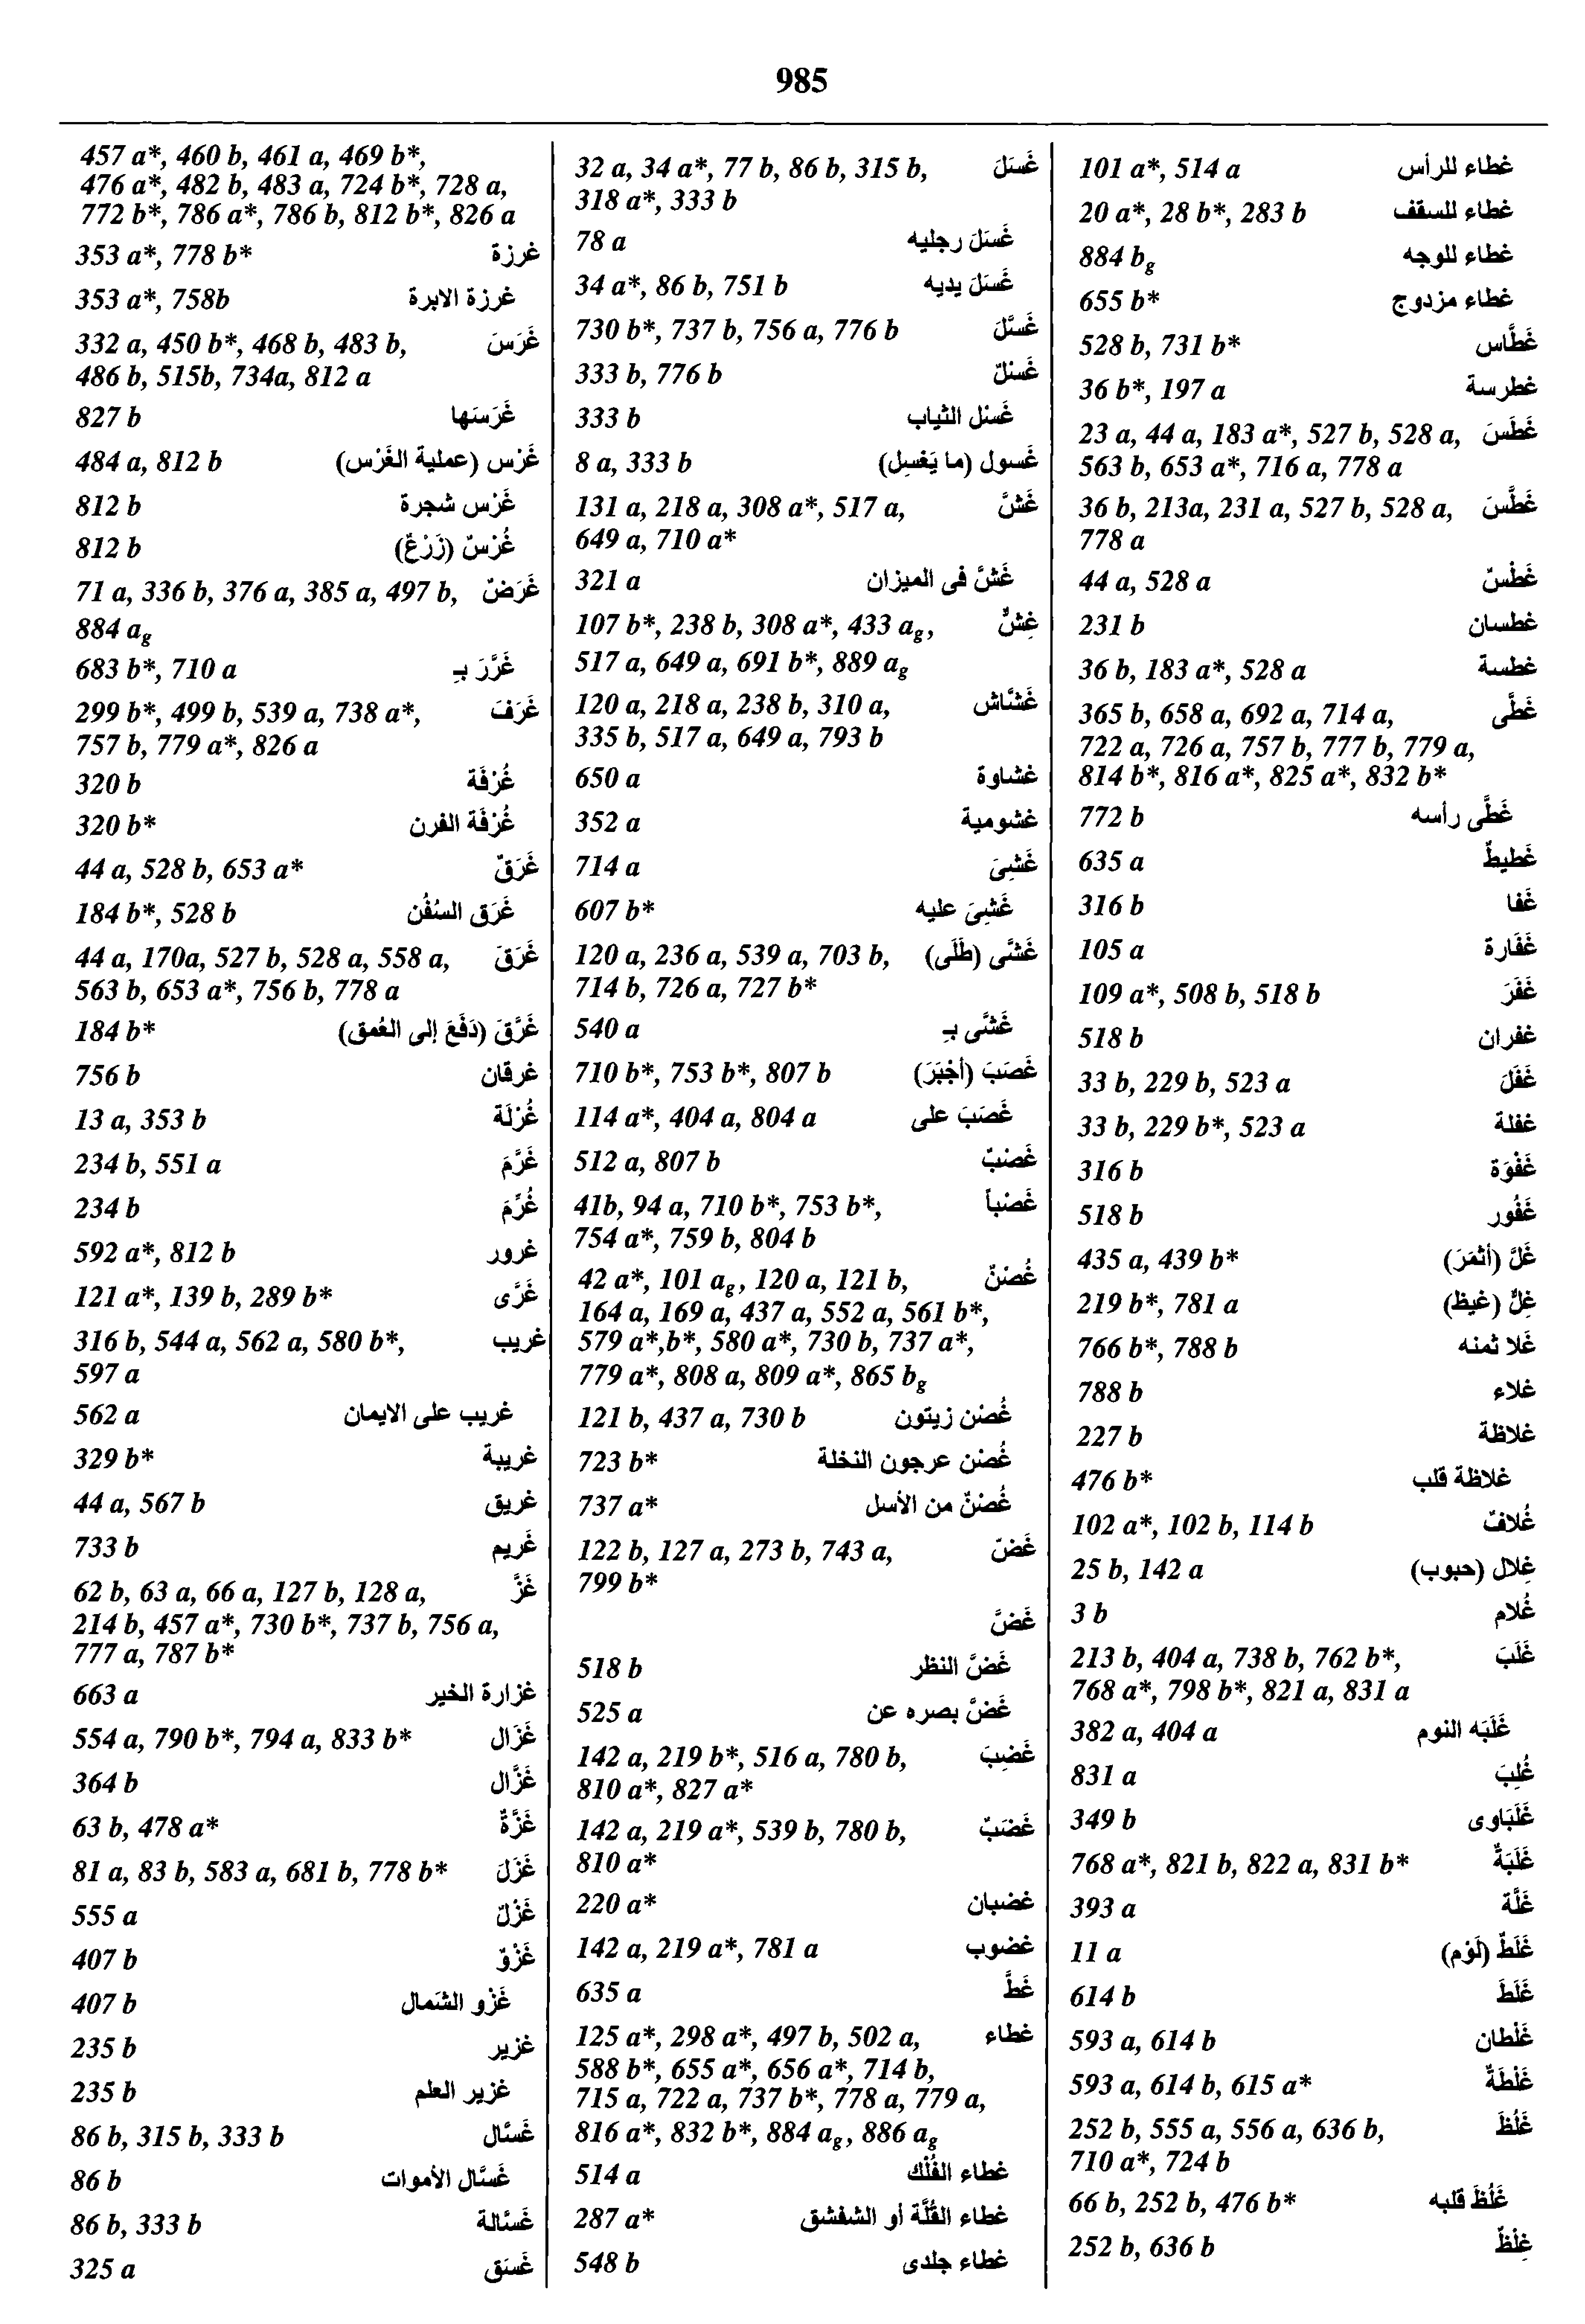 985
457 a*, 460 b, 461 a, 469 b*,
476 a*, 482 b, 483 a, 724 b*, 728 a,
772 b*, 786 a*, 786 b, 812 b*, 826 a
353 a*, 778 b* غرزة
353 a*, 758b غرزة الابرة
332 a, 450 b*, 468 b, 483 b, غَرَسَ
486 b, 515b, 734a, 812 a
827 b غَرَسَها
484 a, 812 b غَرْس (عملية الغَرْس)
812 b غَرْس شجرة
812 b غُرْسٌ (زَرْعٌ)
71 a, 336 b, 376 a, 385 a, 497 b, غَرَضٌ
884 ag
683 b*, 710 a غَرَّرَ بـ
299 b*, 499 b, 539 a, 738 a*, غَرَفَ
757 b, 779 a*, 826 a
320 b غُرْفَة
320 b* غُرْفَة الفرن
44 a, 528 b, 653 a* غَرَقٌ
184 b*, 528 b غَرَق السُفُن
44 a, 170a, 527 b, 528 a, 558 a, غَرَقَ
563 b, 653 a*, 756 b, 778 a
184 b* غَرَّقَ (دَفَعَ إلى العُمق)
756 b غرقان
13 a, 353 b غُرْلَة
234 b, 551 a غَرَّمَ
234 b غُرِّمَ
592 a*, 812 b غرور
121 a*, 139 b, 289 b* غَرَّى
316 b, 544 a, 562 a, 580 b*, غريب
597 a
562 a غريب على الايمان
329 b* غريبة
44 a, 567 b غريق
733 b غَريم
62 b, 63 a, 66 a, 127 b, 128 a, غَزَّ
214 b, 457 a*, 730 b*, 737 b, 756 a,
777 a, 787 b*
663 a غزارة الخير
554 a, 790 b*, 794 a, 833 b* غَزَال
364 b غَزَّال
63 b, 478 a* غَزَّةٌ
81 a, 83 b, 583 a, 681 b, 778 b* غَزَلَ
555 a غَزْلٌ
407 b غَزْوٌ
407 b غَزْو الشَمال
235 b غزير
235 b غزير العلم
86 b, 315 b, 333 b غَسَّال
86 b غَسَّال الأموات
86 b, 333 b غَسَّالة
325 a غَسَق
32 a, 34 a*, 77 b, 86 b, 315 b, غَسَلَ
318 a*, 333 b
78 a غَسَلَ رجليه
34 a*, 86 b, 751 b غَسَلَ يديه
730 b*, 737 b, 756 a, 776 b غَسَّلَ
333 b, 776 b غَسْلٌ
333 b غَسْل الثياب
8 a, 333 b غَسول (ما يَغسِل)
131 a, 218 a, 308 a*, 517 a, غَشَّ
649 a, 710 a*
321 a غَشَّ فى الميزان
107 b*, 238 b, 308 a*, 433 ag, غِشٌّ
517 a, 649 a, 691 b*, 889 ag
120 a, 218 a, 238 b, 310 a, غَشَّاش
335 b, 517 a, 649 a, 793 b
650 a غشاوة
352 a غشومية
714 a غَشِىَ
607 b* غَشِىَ عليه
120 a, 236 a, 539 a, 703 b, غَشَّى (طَلَى)
714 b, 726 a, 727 b*
540 a غَشَّى بـِ
710 b*, 753 b*, 807 b غَصَبَ (أجْبَرَ)
114 a*, 404 a, 804 a غَصَبَ على
512 a, 807 b غَصْبٌ
41b, 94 a, 710 b*, 753 b*, غَصْباً
754 a*, 759 b, 804 b
42 a*, 101 ag, 120 a, 121 b, غُصْنٌ
164 a, 169 a, 437 a, 552 a, 561 b*,
579 a*,b*, 580 a*, 730 b, 737 a*,
779 a*, 808 a, 809 a*, 865 bg
121 b, 437 a, 730 b غُصْن زيتون
723 b* غُصْن عرجون النخلة
737 a* غُصْنٌ من الأسل
122 b, 127 a, 273 b, 743 a, غَضّ
799 b*
غَضَّ
518 b غَضَّ النظر
525 a غَضَّ بصره عن
142 a, 219 b*, 516 a, 780 b, غَضِبَ
810 a*, 827 a*
142 a, 219 a*, 539 b, 780 b, غَضَبٌ
810 a*
220 a* غضبان
142 a, 219 a*, 781 a غضوب
635 a غَطَّ
125 a*, 298 a*, 497 b, 502 a, غطاء
588 b*, 655 a*, 656 a*, 714 b,
715 a, 722 a, 737 b*, 778 a, 779 a,
816 a*, 832 b*, 884 ag, 886 ag
514 a غطاء الفُلْك
287 a* غطاء القُلَّة أو الشفشق
548 b غطاء جلدى
101 a*, 514 a غطاء للرأس
20 a*, 28 b*, 283 b غطاء للسقف
884 bg غطاء للوجه
655 b* غطاء مزدوج
528 b, 731 b* غَطَّاس
36 b*, 197 a غطرسة
23 a, 44 a, 183 a*, 527 b, 528 a, غَطَسَ
563 b, 653 a*, 716 a, 778 a
36 b, 213a, 231 a, 527 b, 528 a, غَطَّسَ
778 a
44 a, 528 a غَطْسٌ
231 b غطسان
36 b, 183 a*, 528 a غطسة
365 b, 658 a, 692 a, 714 a, غَطَّى
722 a, 726 a, 757 b, 777 b, 779 a,
814 b*, 816 a*, 825 a*, 832 b*
772 b غَطَّى رأسه
635 a غَطيطٌ
316 b غَفا
105 a غَفَارة
109 a*, 508 b, 518 b غَفَرَ
518 b غفران
33 b, 229 b, 523 a غَفَلَ
33 b, 229 b*, 523 a غفلة
316 b غَفْوَة
518 b غَفُور
435 a, 439 b* غَلَّ (أثْمَرَ)
219 b*, 781 a غِلٌّ (غيظ)
766 b*, 788 b غَلا ثمنه
788 b غلاء
227 b غلاظة
476 b* غلاظة قلب
102 a*, 102 b, 114 b غُلافٌ
25 b, 142 a غِلال (حبوب)
3 b غُلام
213 b, 404 a, 738 b, 762 b*, غَلَبَ
768 a*, 798 b*, 821 a, 831 a
382 a, 404 a غَلَبَه النوم
831 a غُلِبَ
349 b غَلَبَاوى
768 a*, 821 b, 822 a, 831 b* غَلَبَةٌ
393 a غَلَّة
11 a غَلَطٌ (لَوْم)
614 b غَلَطَ
593 a, 614 b غَلْطان
593 a, 614 b, 615 a* غَلْطَةٌ
252 b, 555 a, 556 a, 636 b, غَلُظَ
710 a*, 724 b
66 b, 252 b, 476 b* غَلُظَ قلبه
252 b, 636 b غِلْظٌ